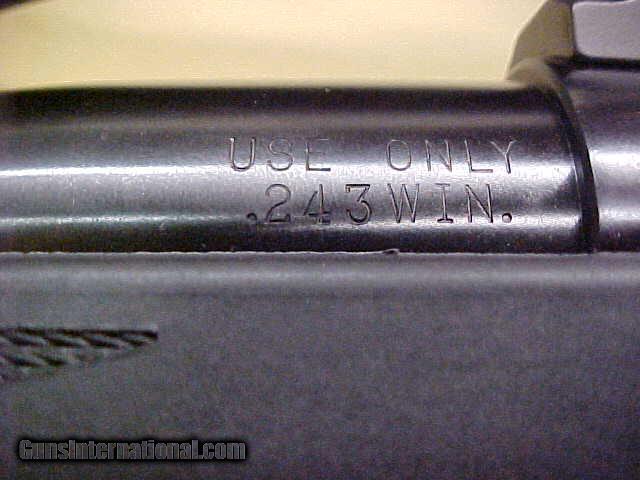 USE ONLY
.243 WIN.
GunsInternational.com